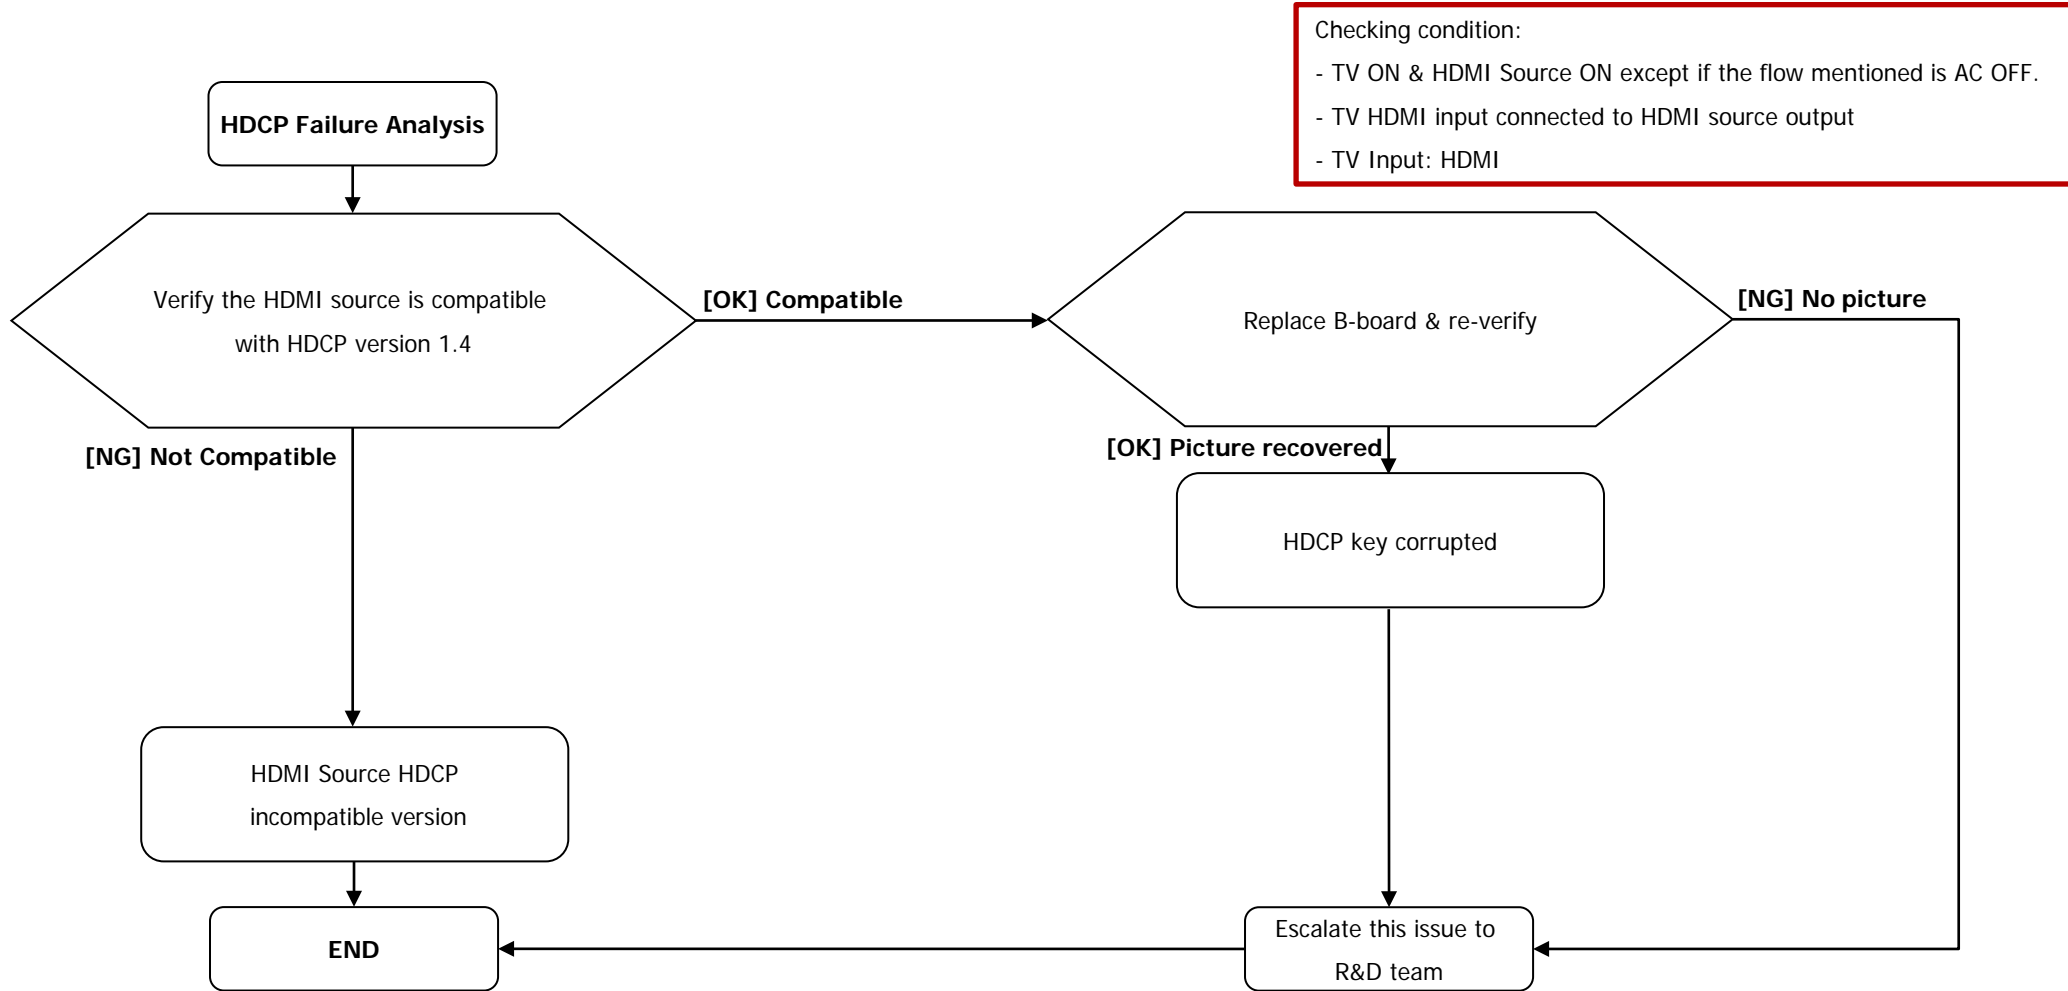 Checking condition:
- TV ON & HDMI Source ON except if the flow mentioned is AC OFF.
- TV HDMI input connected to HDMI source output
- TV Input: HDMI
HDCP Failure Analysis
Verify the HDMI source is compatible
with HDCP version 1.4
[OK] Compatible
Replace B-board & re-verify
[NG] No picture
[NG] Not Compatible
[OK] Picture recovered
HDCP key corrupted
HDMI Source HDCP
incompatible version
END
Escalate this issue to
R&D team